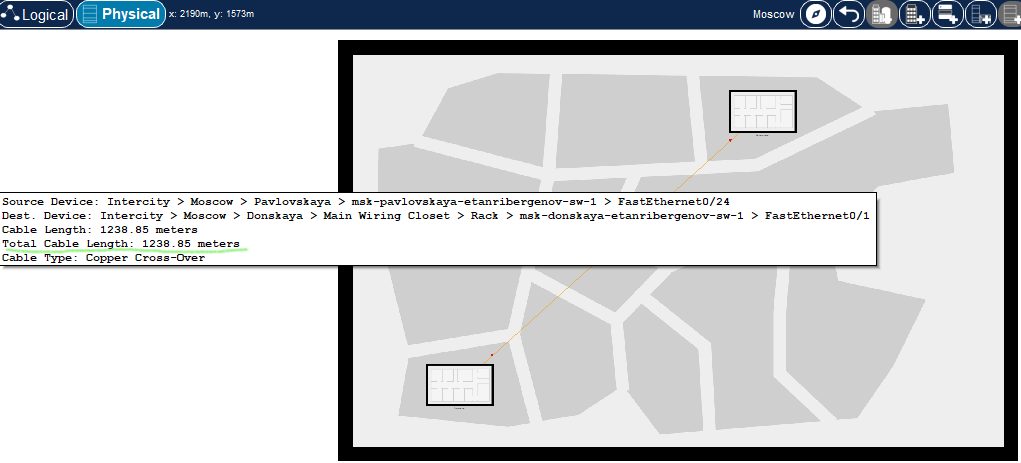 Logical Physical x: 2190m, y: 1573m Moscow
Source Device: Intercity > Moscow > Pavlovskaya > msk-pavlovskaya-etanribergenov-sw-1 > FastEthernet0/24
Dest. Device: Intercity > Moscow > Donskaya > Main Wiring Closet > Rack > msk-donskaya-etanribergenov-sw-1 > FastEthernet0/1
Cable Length: 1238.85 meters
Total Cable Length: 1238.85 meters
Cable Type: Copper Cross-Over